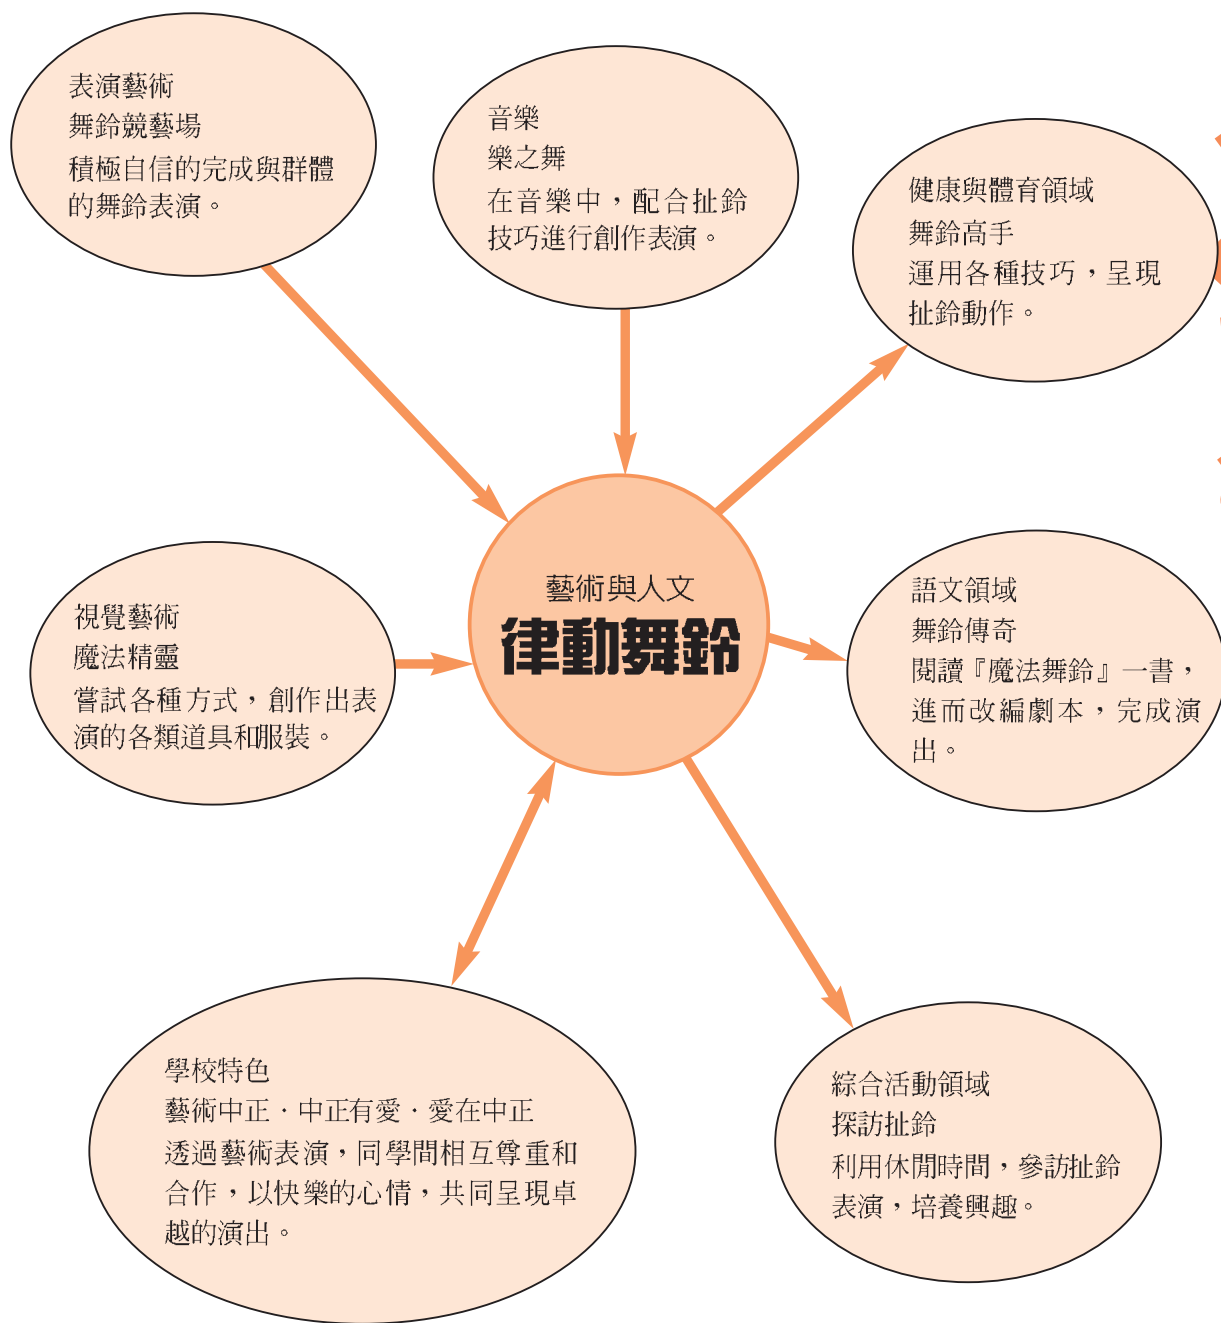 表演藝術
舞鈴競藝場
積極自信的完成與群體
的舞鈴表演。
音樂
樂之舞
在音樂中，配合扯鈴
技巧進行創作表演。
健康與體育領域
舞鈴高手
運用各種技巧，呈現
扯鈴動作。
藝術與人文
律動舞鈴
視覺藝術
魔法精靈
嘗試各種方式，創作出表
演的各類道具和服裝。
語文領域
舞鈴傳奇
閱讀『魔法舞鈴』一書，
進而改編劇本，完成演
出。
學校特色
藝術中正．中正有愛．愛在中正
透過藝術表演，同學間相互尊重和
合作，以快樂的心情，共同呈現卓
越的演出。
綜合活動領域
探訪扯鈴
利用休閒時間，參訪扯鈴
表演，培養興趣。